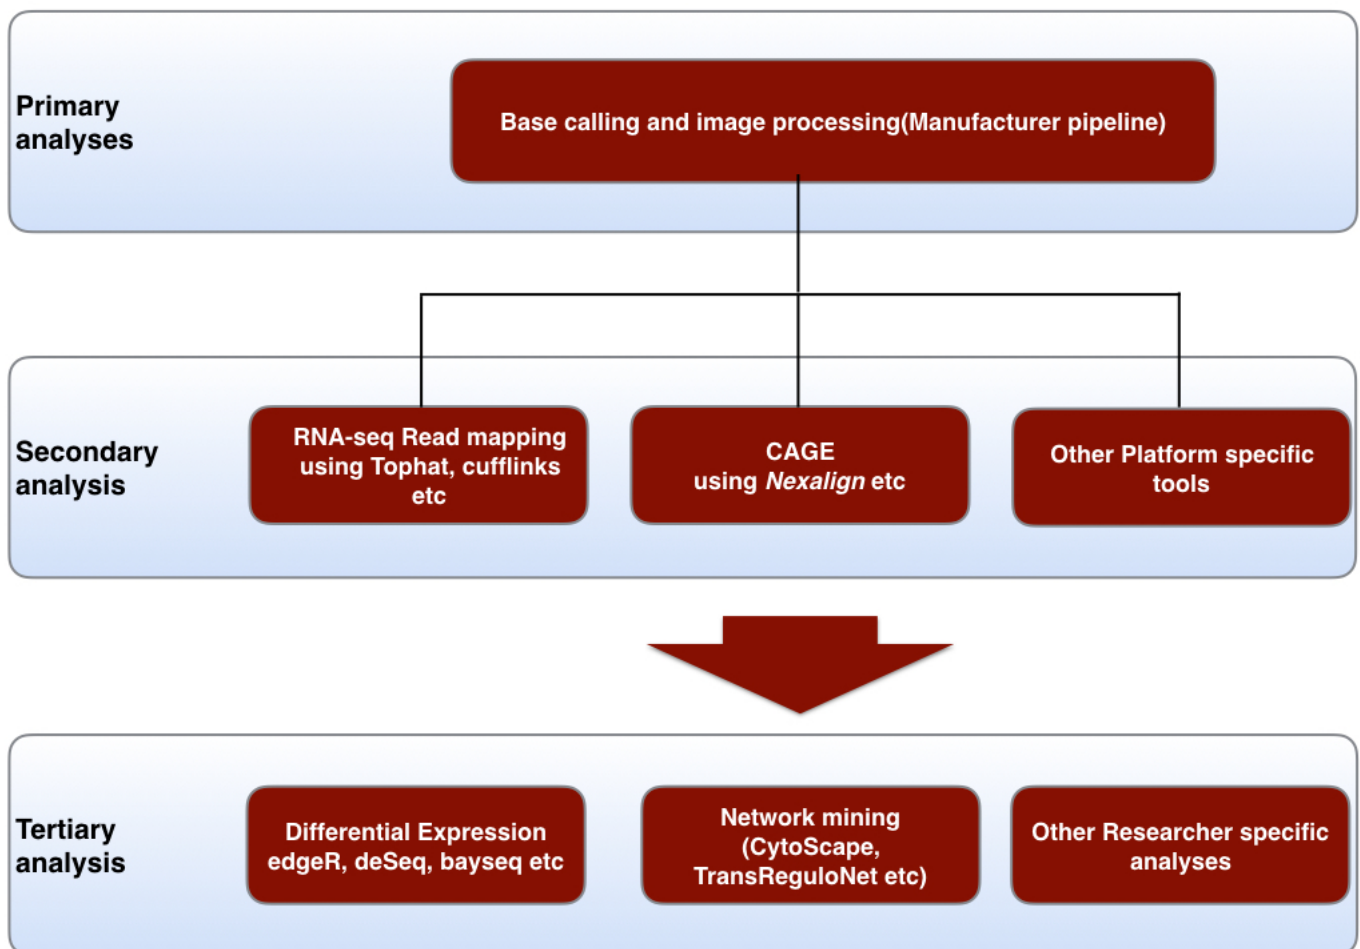 Primary
analyses
Base calling and image processing(Manufacturer pipeline)
Secondary
analysis
RNA-seq Read mapping
using Tophat, cufflinks
etc
CAGE
using Nexalign etc
Other Platform specific
tools
Tertiary
analysis
Differential Expression
edgeR, deSeq, bayseq etc
Network mining
(CytoScape,
TransReguloNet etc)
Other Researcher specific
analyses